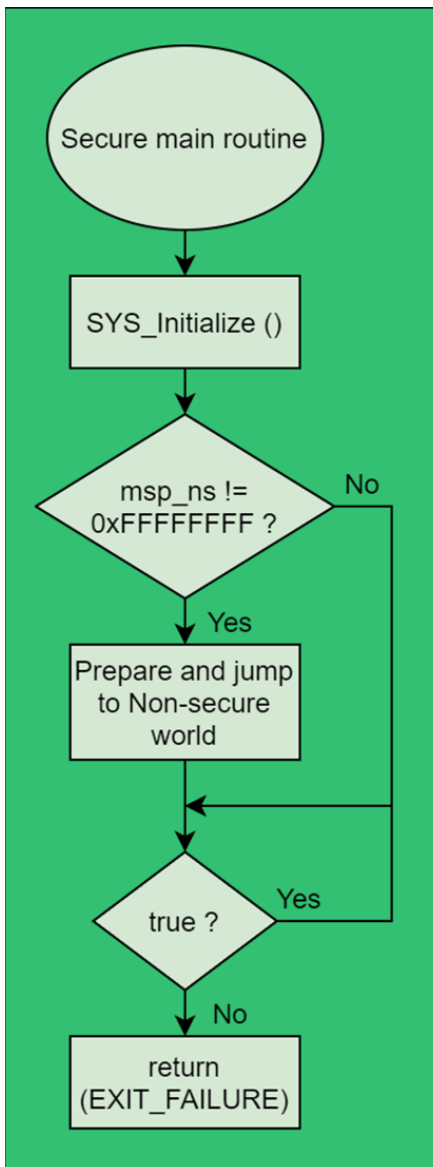 Secure main routine
SYS_Initialize ()
msp_ns !=
0xFFFFFFFF ?
No
Yes
Prepare and jump
to Non-secure
world
true ?
Yes
No
return
(EXIT_FAILURE)